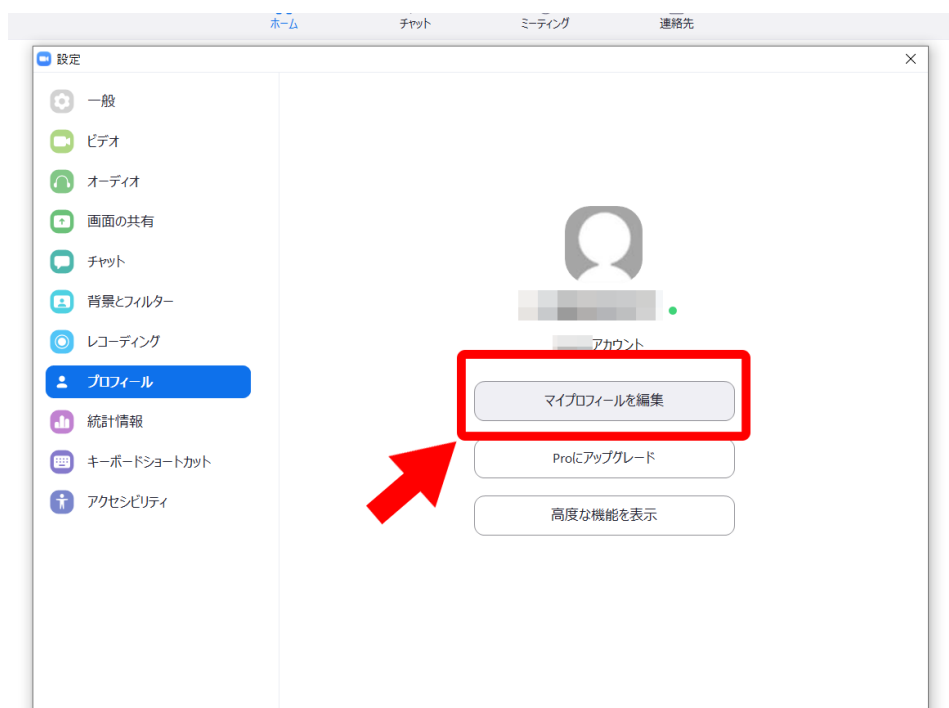 ホーム
チャット
ミーティング
連絡先
設定
一般
ビデオ
オーディオ
画面の共有
チャット
背景とフィルター
レコーディング
プロフィール
統計情報
キーボードショートカット
アクセシビリティ
アカウント
マイプロフィールを編集
Proにアップグレード
高度な機能を表示